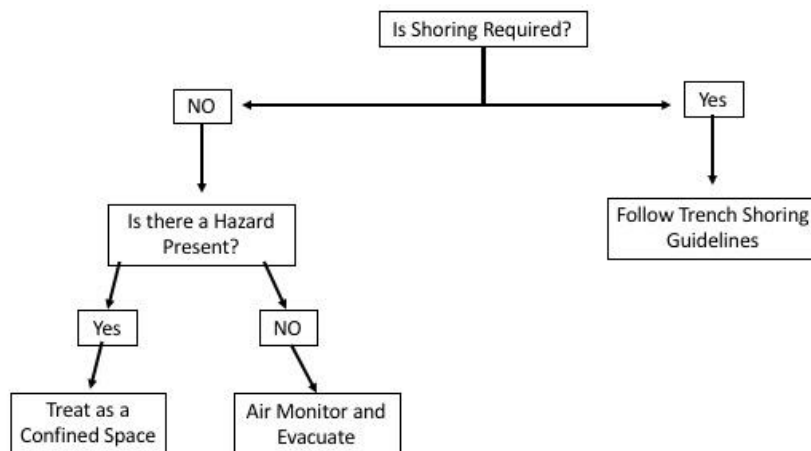 Is Shoring Required?
NO
Yes
Is there a Hazard
Present?
Follow Trench Shoring
Guidelines
Yes
NO
Treat as a
Confined Space
Air Monitor and
Evacuate